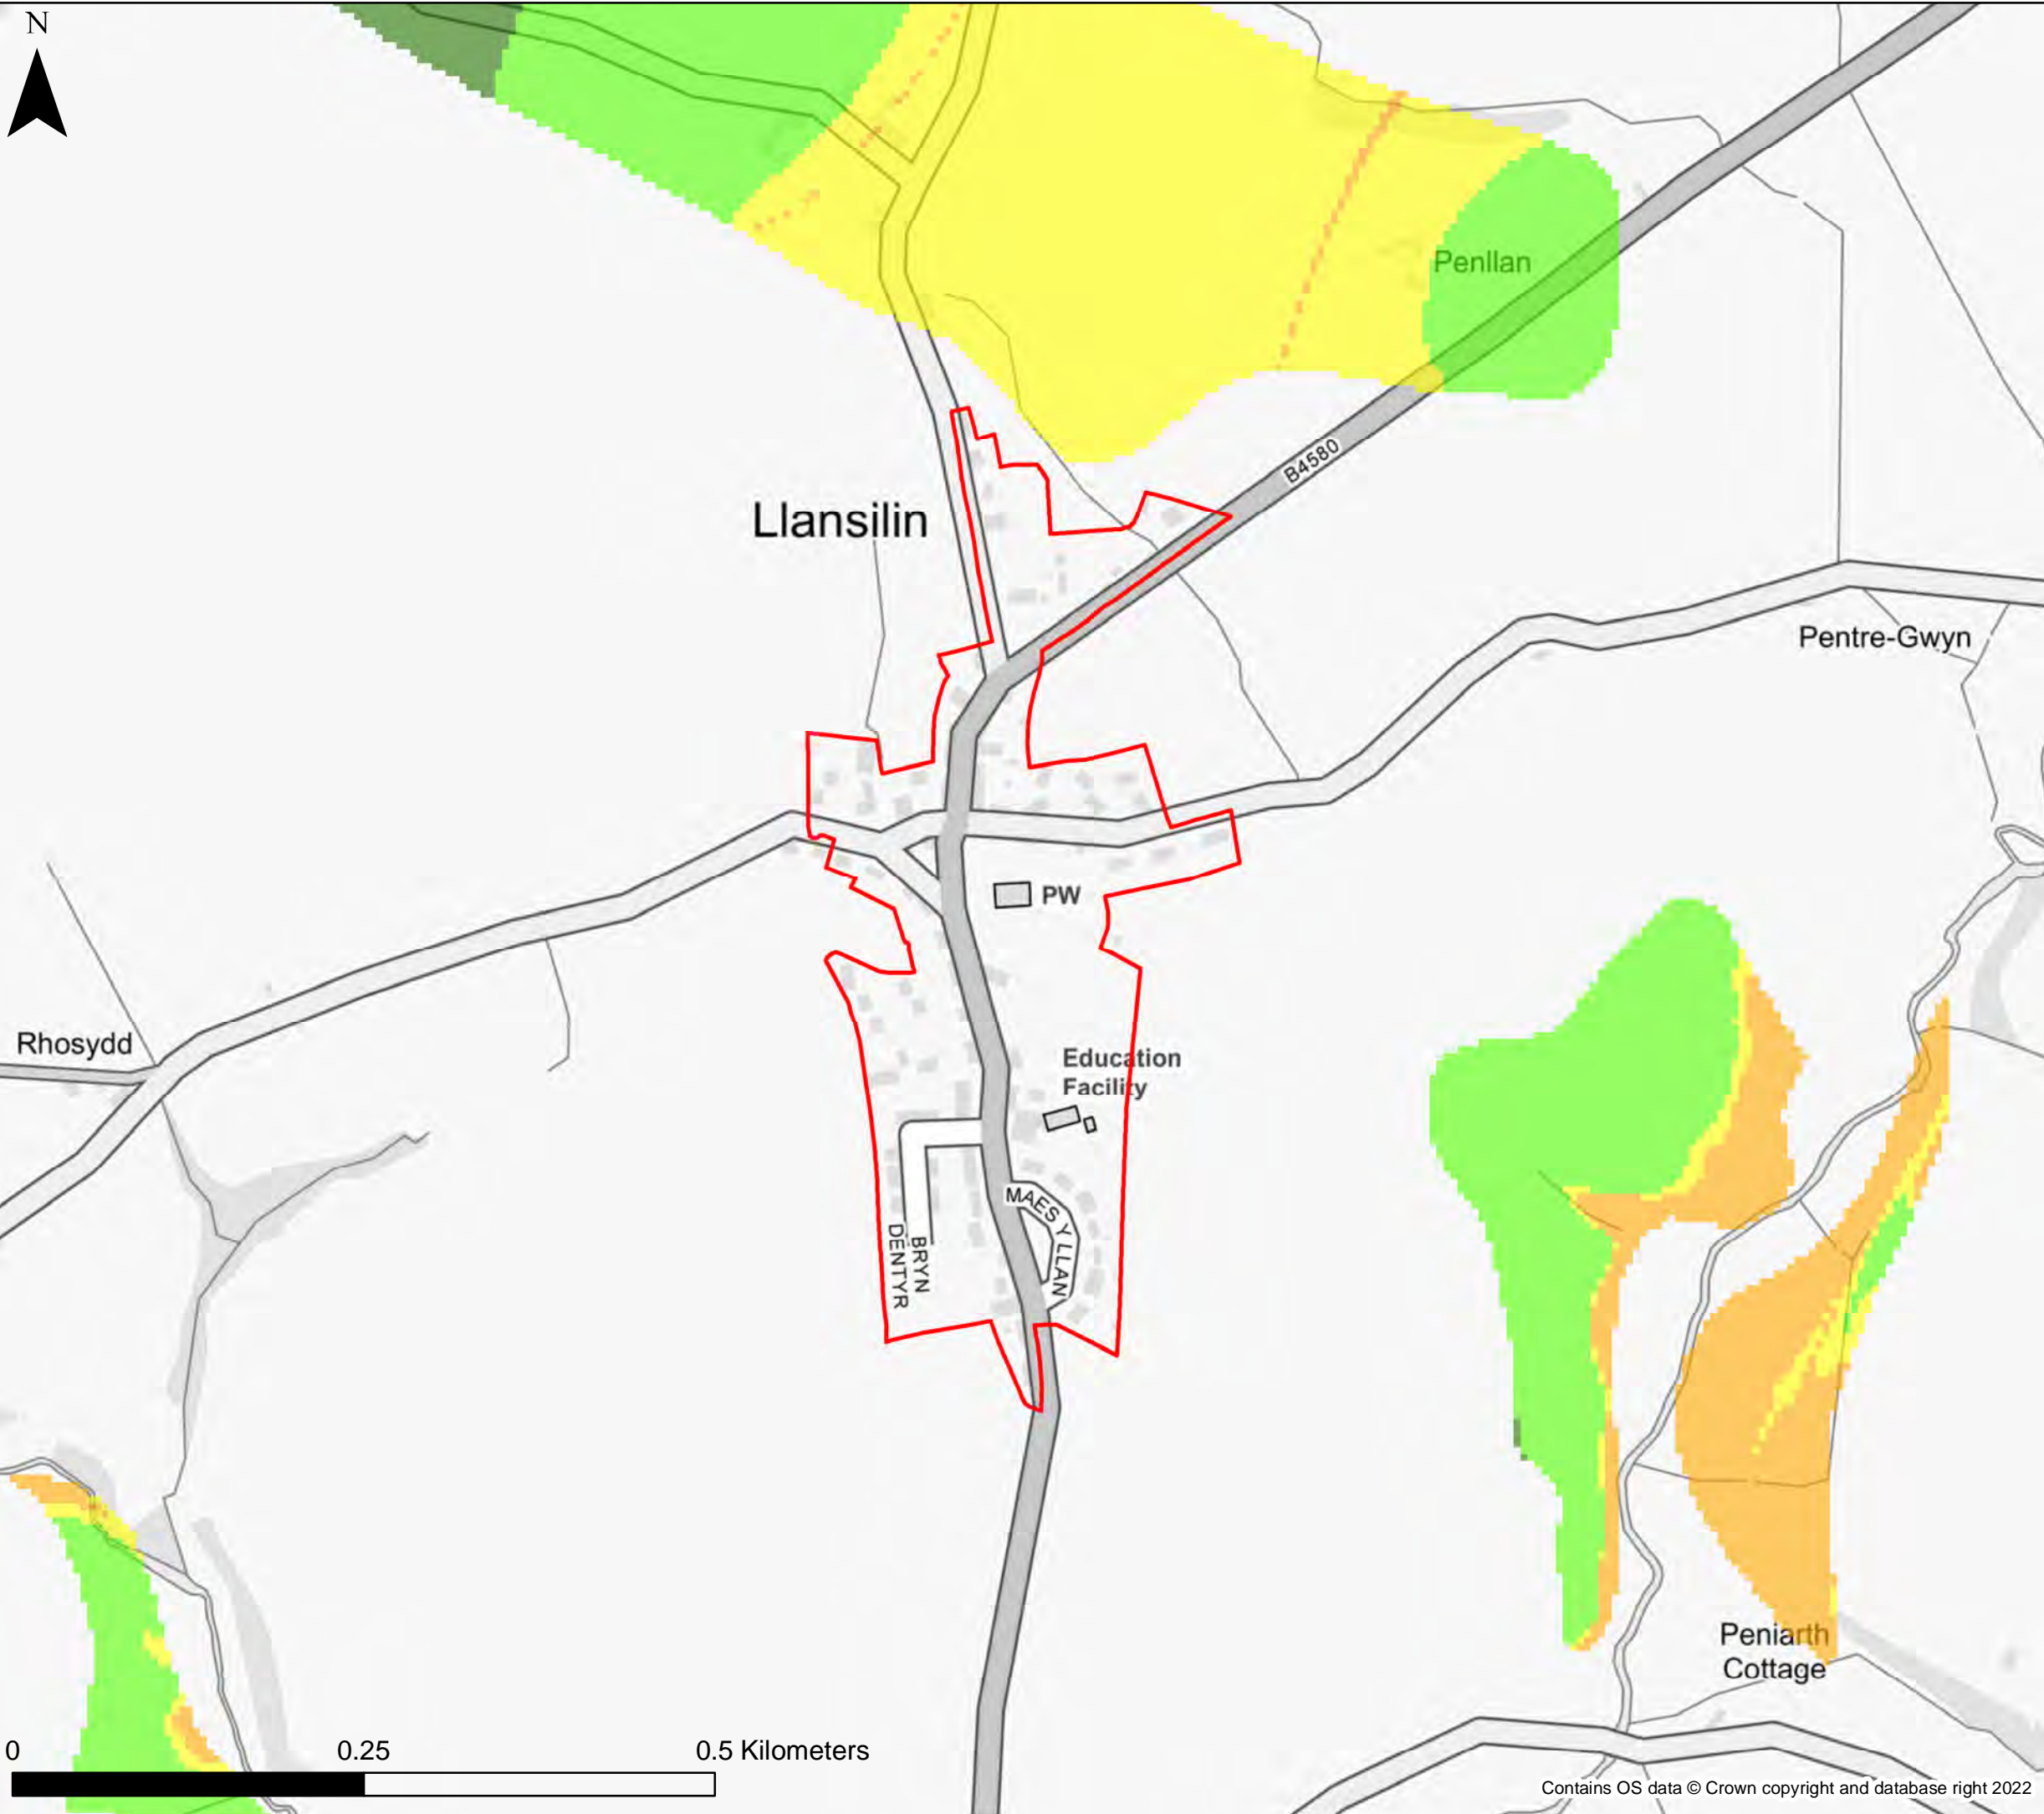 N
Penllan
B4580
Llansilin
Pentre-Gwyn
PW
Rhosydd
Education
Facility
MAES Y LLAN
BRYN
DENTYR
Peniarth
Cottage
0
0.25
0.5 Kilometers
Contains OS data © Crown copyright and database right 2022